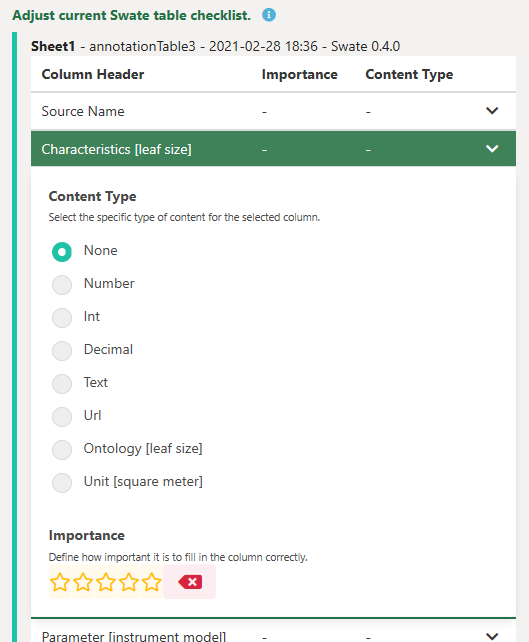 Adjust current Swate table checklist.
Sheet1 - annotationTable3 - 2021-02-28 18:36 - Swate 0.4.0
Column Header Importance Content Type
Source Name - -
Characteristics [leaf size] - -
Content Type
Select the specific type of content for the selected column.
None
Number
Int
Decimal
Text
Url
Ontology [leaf size]
Unit [square meter]
Importance
Define how important it is to fill in the column correctly.
Parameter [instrument model] - -